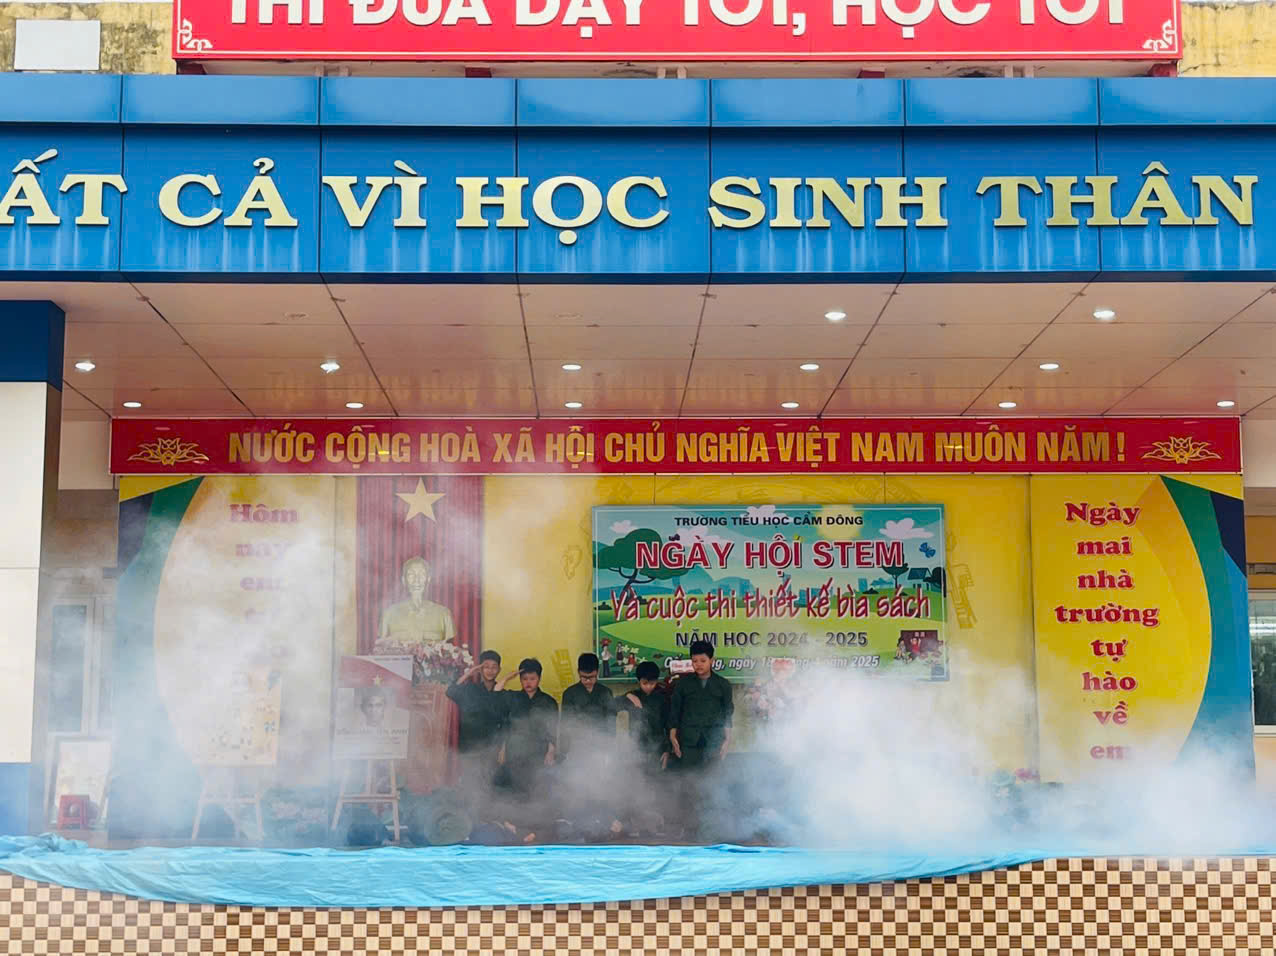 THI ĐUA DẠY TỐT, HỌC TỐT
ẤT CẢ VÌ HỌC SINH THÂN
NƯỚC CỘNG HOÀ XÃ HỘI CHỦ NGHĨA VIỆT NAM MUÔN NĂM!
Hôm
nay
em
TRƯỜNG TIỂU HỌC CẨM ĐÔNG
NGÀY HỘI STEM
Và cuộc thi thiết kế bìa sách
NĂM HỌC 2024 - 2025
ngày 18 năm 2025
Ngày
mai
nhà
trường
tự
hào
về
em